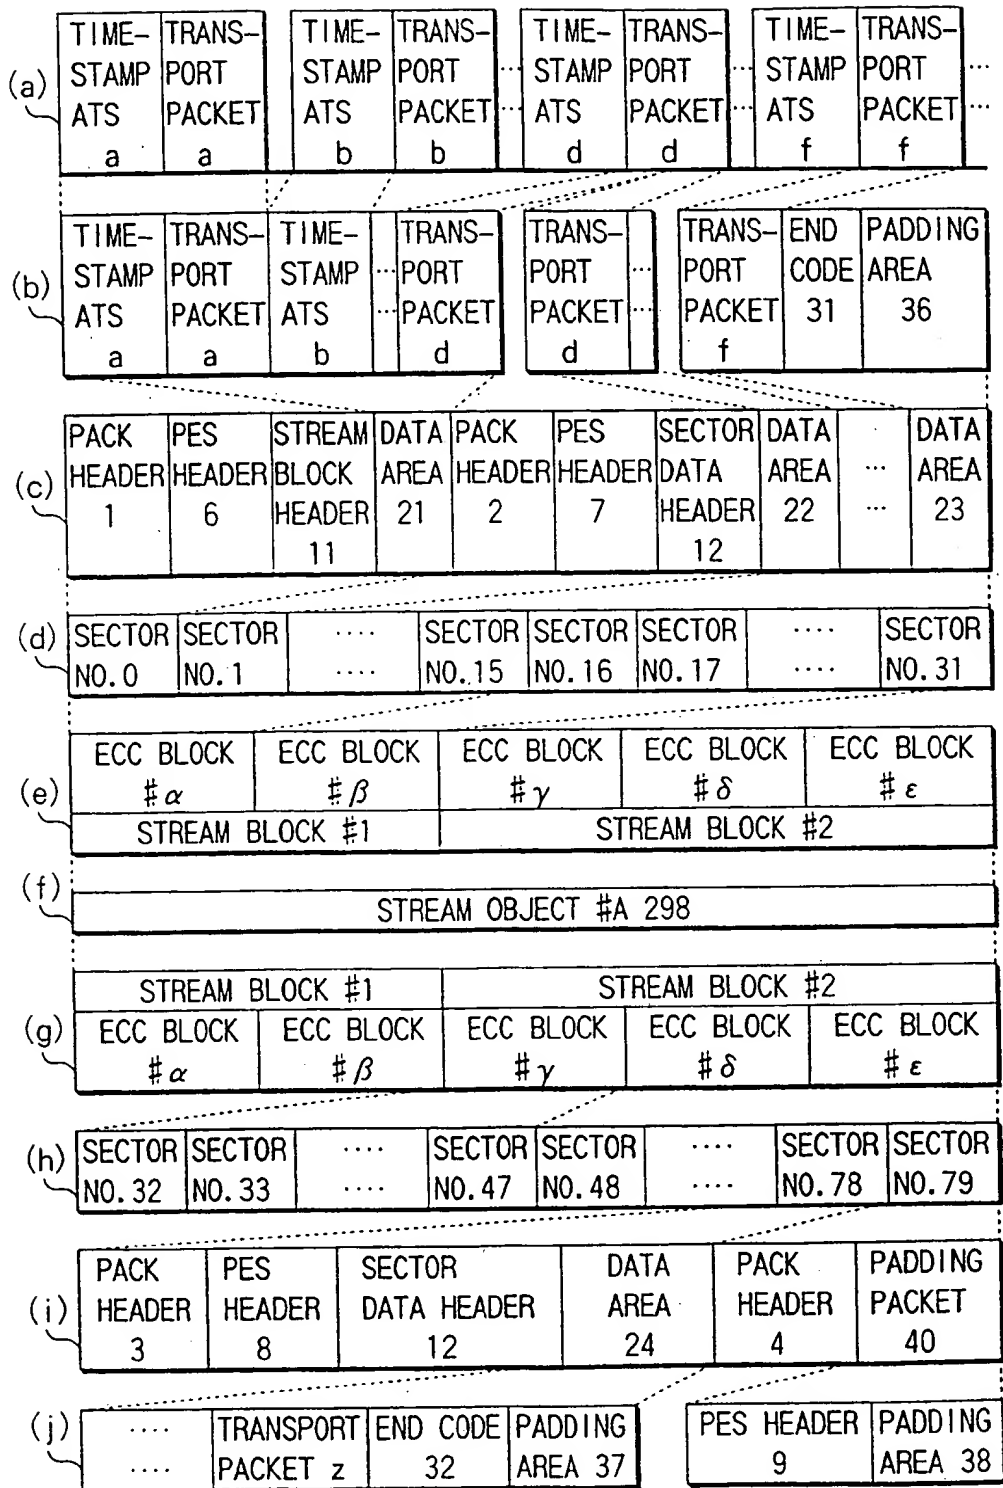 (a)
TIME- TRANS- TIME- TRANS- TIME- TRANS- TIME- TRANS-
STAMP PORT STAMP PORT ... STAMP PORT ... STAMP PORT ...
ATS PACKET ATS PACKET ... ATS PACKET ... ATS PACKET ...
a a b b d d f f
(b)
TIME- TRANS- TIME- TRANS- TRANS- TRANS- END PADDING
STAMP PORT STAMP ... PORT PORT ... PORT CODE AREA
ATS PACKET ATS ... PACKET PACKET ... PACKET 31 36
a a b d d f
(c)
PACK PES STREAM DATA PACK PES SECTOR DATA DATA
HEADER HEADER BLOCK AREA HEADER HEADER DATA AREA ... AREA
1 6 HEADER 21 2 7 HEADER 22 ... 23
11 12
(d)
SECTOR SECTOR .... SECTOR SECTOR SECTOR .... SECTOR
NO.0 NO.1 .... NO.15 NO.16 NO.17 .... NO.31
(e)
ECC BLOCK ECC BLOCK ECC BLOCK ECC BLOCK ECC BLOCK
#α #β #γ #δ #ε
STREAM BLOCK #1 STREAM BLOCK #2
(f)
STREAM OBJECT #A 298
(g)
STREAM BLOCK #1 STREAM BLOCK #2
ECC BLOCK ECC BLOCK ECC BLOCK ECC BLOCK ECC BLOCK
#α #β #γ #δ #ε
(h)
SECTOR SECTOR .... SECTOR SECTOR .... SECTOR SECTOR
NO.32 NO.33 .... NO.47 NO.48 .... NO.78 NO.79
(i)
PACK PES SECTOR DATA PACK PADDING
HEADER HEADER DATA HEADER AREA HEADER PACKET
3 8 12 24 4 40
(j)
.... TRANSPORT END CODE PADDING PES HEADER PADDING
.... PACKET z 32 AREA 37 9 AREA 38